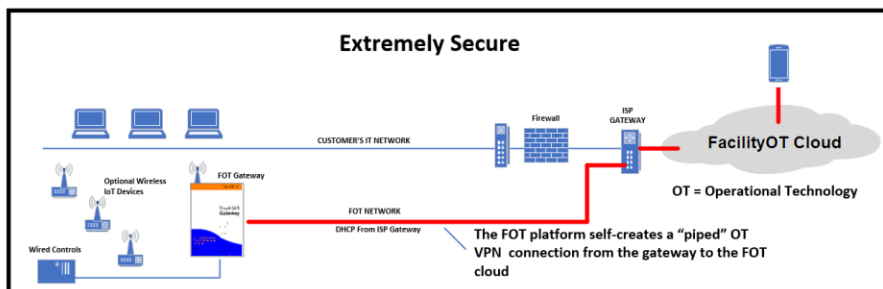 Extremely Secure
ISP
GATEWAY
Firewall
CUSTOMER'S IT NETWORK
FacilityOT Cloud
Optional Wireless
IoT Devices
FOT Gateway
OT = Operational Technology
Gateway
FOT NETWORK
DHCP From ISP Gateway
The FOT platform self-creates a “piped” OT
VPN connection from the gateway to the FOT
cloud
Wired Controls